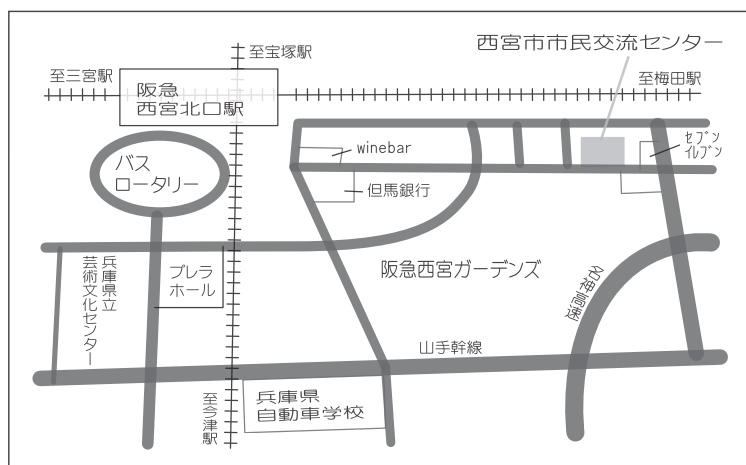 至宝塚駅
西宮市市民交流センター
至三宮駅
至梅田駅
阪急
西宮北口駅
winebar
セブン
イレブン
バス
ロータリー
但馬銀行
兵庫県立
芸術文化センター
プレラ
ホール
阪急西宮ガーデンズ
名神高速
山手幹線
至今津駅
兵庫県
自動車学校